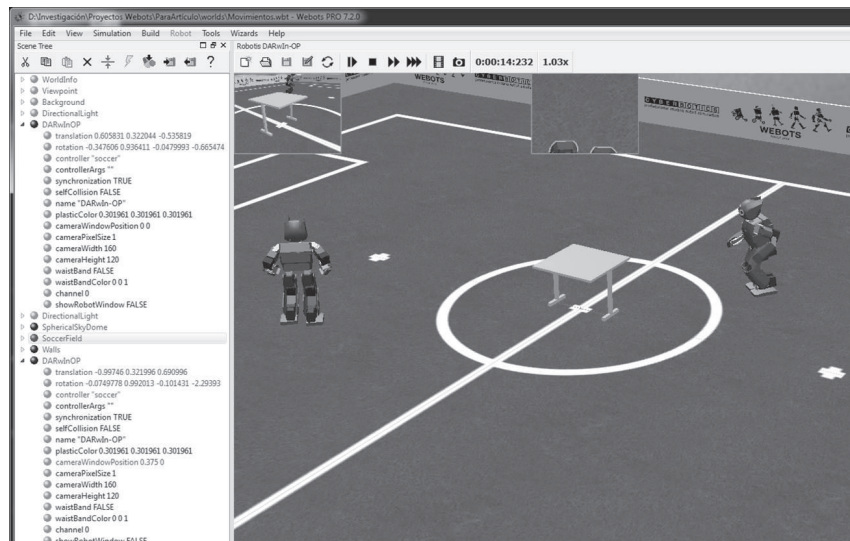 D:\Investigación\Proyectos Webots\ParaArticulo\worlds\Movimientos.wbt - Webots PRO 7.2.0
File Edit View Simulation Build Robot Tools Wizards Help
Scene Tree
Robotis DARwIn-OP
0:00:14:232 1.03x
WorldInfo
Viewpoint
Background
DirectionalLight
DARwInOP
translation 0.605831 0.322044 -0.535819
rotation -0.347606 0.936411 -0.0479993 -0.665474
controller "soccer"
controllerArgs ""
synchronization TRUE
selfCollision FALSE
name "DARwIn-OP"
plasticColor 0.301961 0.301961 0.301961
cameraWindowPosition 0 0
cameraPixelSize 1
cameraWidth 160
cameraHeight 120
waistBand FALSE
waistBandColor 0 0 1
channel 0
showRobotWindow FALSE
DirectionalLight
SphericalSkyDome
SoccerField
Walls
DARwInOP
translation -0.99746 0.321996 0.690996
rotation -0.0749778 0.992013 -0.101431 -2.29393
controller "soccer"
controllerArgs ""
synchronization TRUE
selfCollision FALSE
name "DARwIn-OP"
plasticColor 0.301961 0.301961 0.301961
cameraWindowPosition 0.375 0
cameraPixelSize 1
cameraWidth 160
cameraHeight 120
waistBand FALSE
waistBandColor 0 0 1
channel 0
showRobotWindow FALSE
WEBOTS
CYBERBOTICS
CYBERBOTICS
WEBOTS